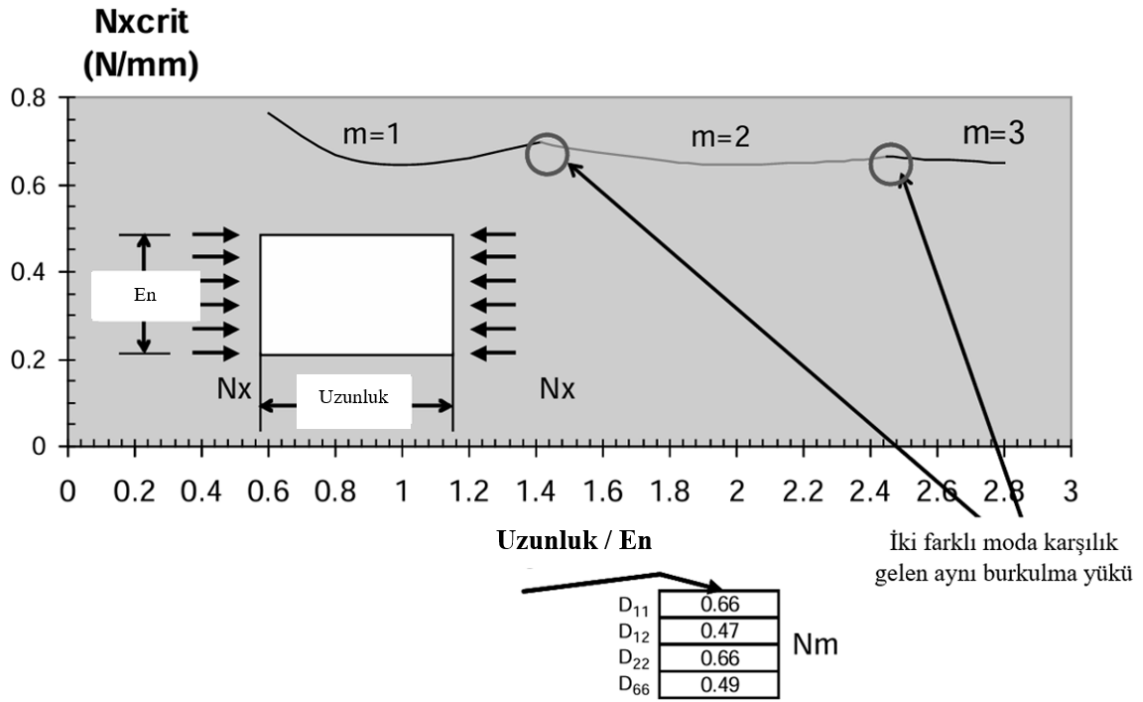 Nxcrit
(N/mm)
0.8
0.6
0.4
0.2
0
m=1
m=2
m=3
En
Nx
Uzunluk
Nx
0 0.2 0.4 0.6 0.8 1 1.2 1.4 1.6 1.8 2 2.2 2.4 2.6 2.8 3
Uzunluk / En
İki farklı moda karşılık
gelen aynı burkulma yükü
D11 0.66
D12 0.47
D22 0.66
D66 0.49
Nm